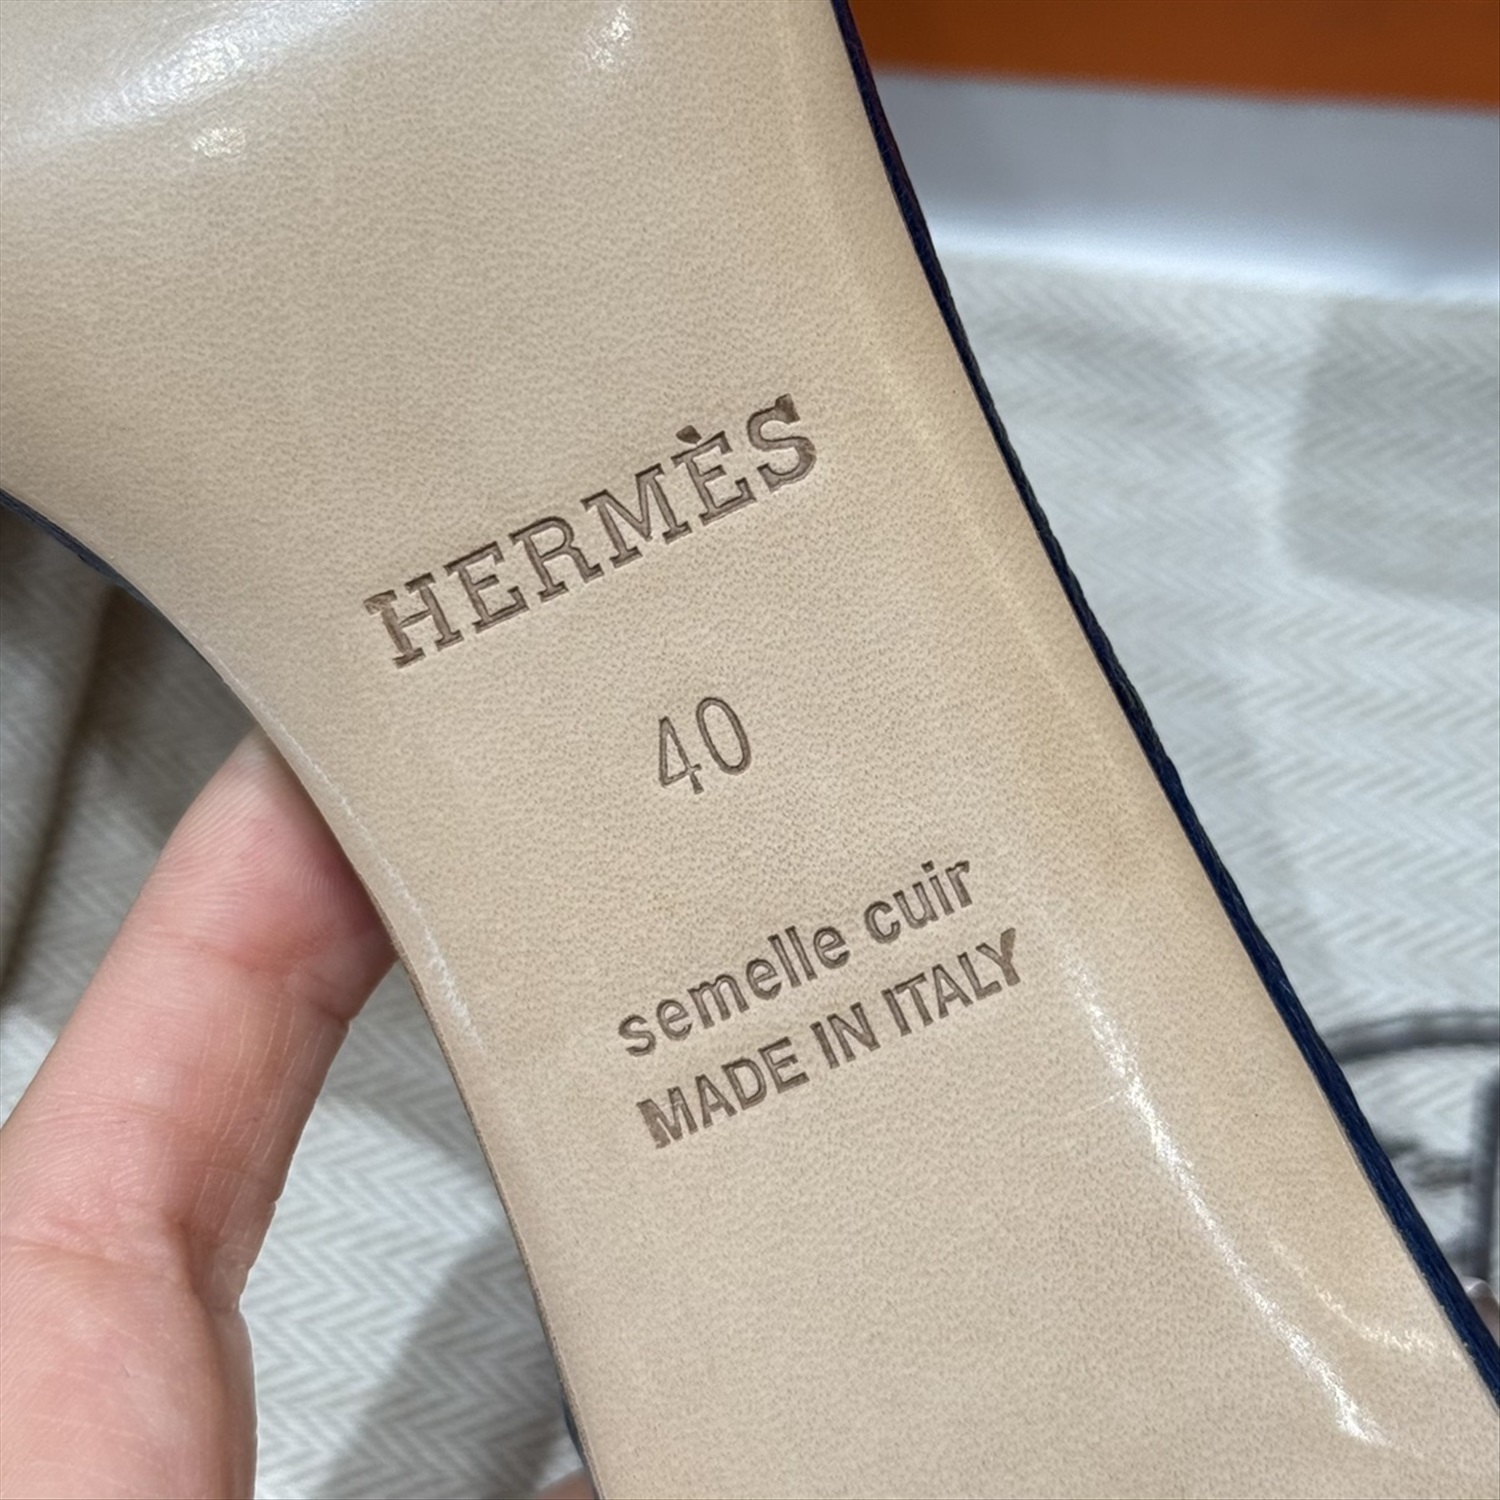 HERMÈS
40
semelle cuir
MADE IN ITALY